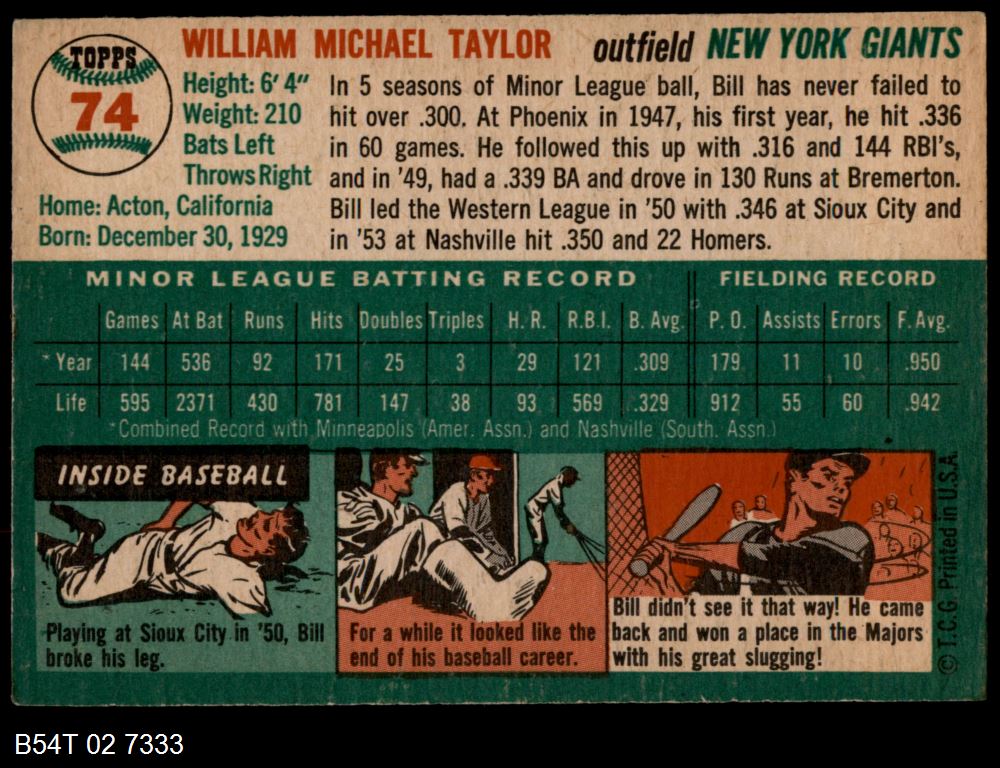 TOPPS
74
WILLIAM MICHAEL TAYLOR outfield NEW YORK GIANTS
Height: 6' 4"
Weight: 210
Bats Left
Throws Right
Home: Acton, California
Born: December 30, 1929
In 5 seasons of Minor League ball, Bill has never failed to
hit over .300. At Phoenix in 1947, his first year, he hit .336
in 60 games. He followed this up with .316 and 144 RBI's,
and in '49, had a .339 BA and drove in 130 Runs at Bremerton.
Bill led the Western League in '50 with .346 at Sioux City and
in '53 at Nashville hit .350 and 22 Homers.
MINOR LEAGUE BATTING RECORD FIELDING RECORD
Games At Bat Runs Hits Doubles Triples H. R. R.B.I. B. Avg. P. O. Assists Errors F. Avg.
* Year 144 536 92 171 25 3 29 121 .309 179 11 10 .950
Life 595 2371 430 781 147 38 93 569 .329 912 55 60 .942
*Combined Record with Minneapolis (Amer. Assn.) and Nashville (South. Assn.)
INSIDE BASEBALL
Playing at Sioux City in '50, Bill
broke his leg.
For a while it looked like the
end of his baseball career.
Bill didn't see it that way! He came
back and won a place in the Majors
with his great slugging!
© T.C.G. Printed in U.S.A.
B54T 02 7333